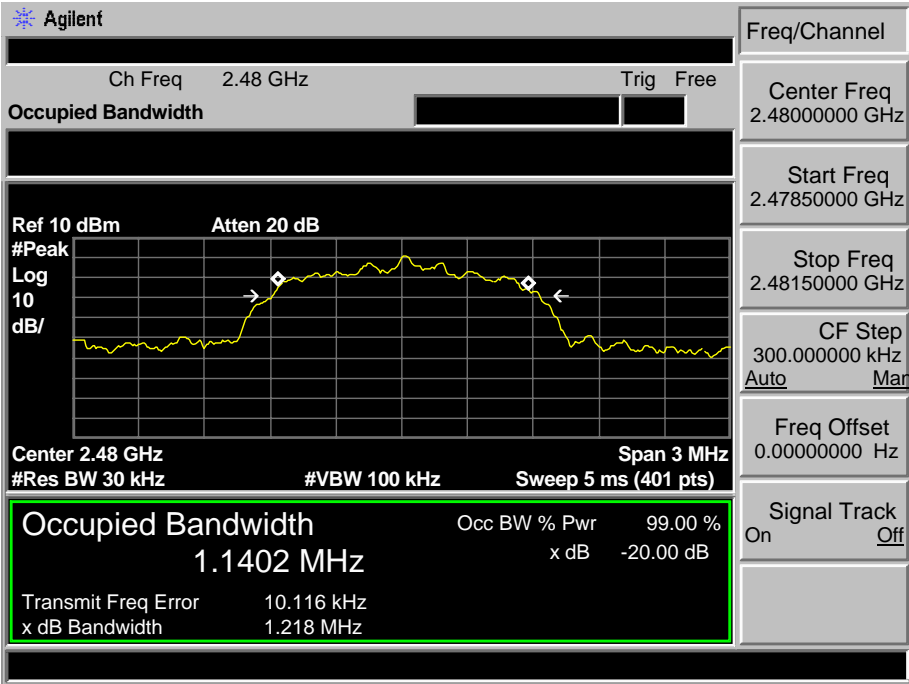 Agilent
Freq/Channel
Ch Freq 2.48 GHz Trig Free
Occupied Bandwidth
Center Freq
2.48000000 GHz
Start Freq
2.47850000 GHz
Stop Freq
2.48150000 GHz
CF Step
300.000000 kHz
Auto Mar
Freq Offset
0.00000000 Hz
Signal Track
On Off
Ref 10 dBm Atten 20 dB
#Peak
Log
10
dB/
Center 2.48 GHz Span 3 MHz
#Res BW 30 kHz #VBW 100 kHz Sweep 5 ms (401 pts)
Occupied Bandwidth Occ BW % Pwr 99.00 %
1.1402 MHz x dB -20.00 dB
Transmit Freq Error 10.116 kHz
x dB Bandwidth 1.218 MHz